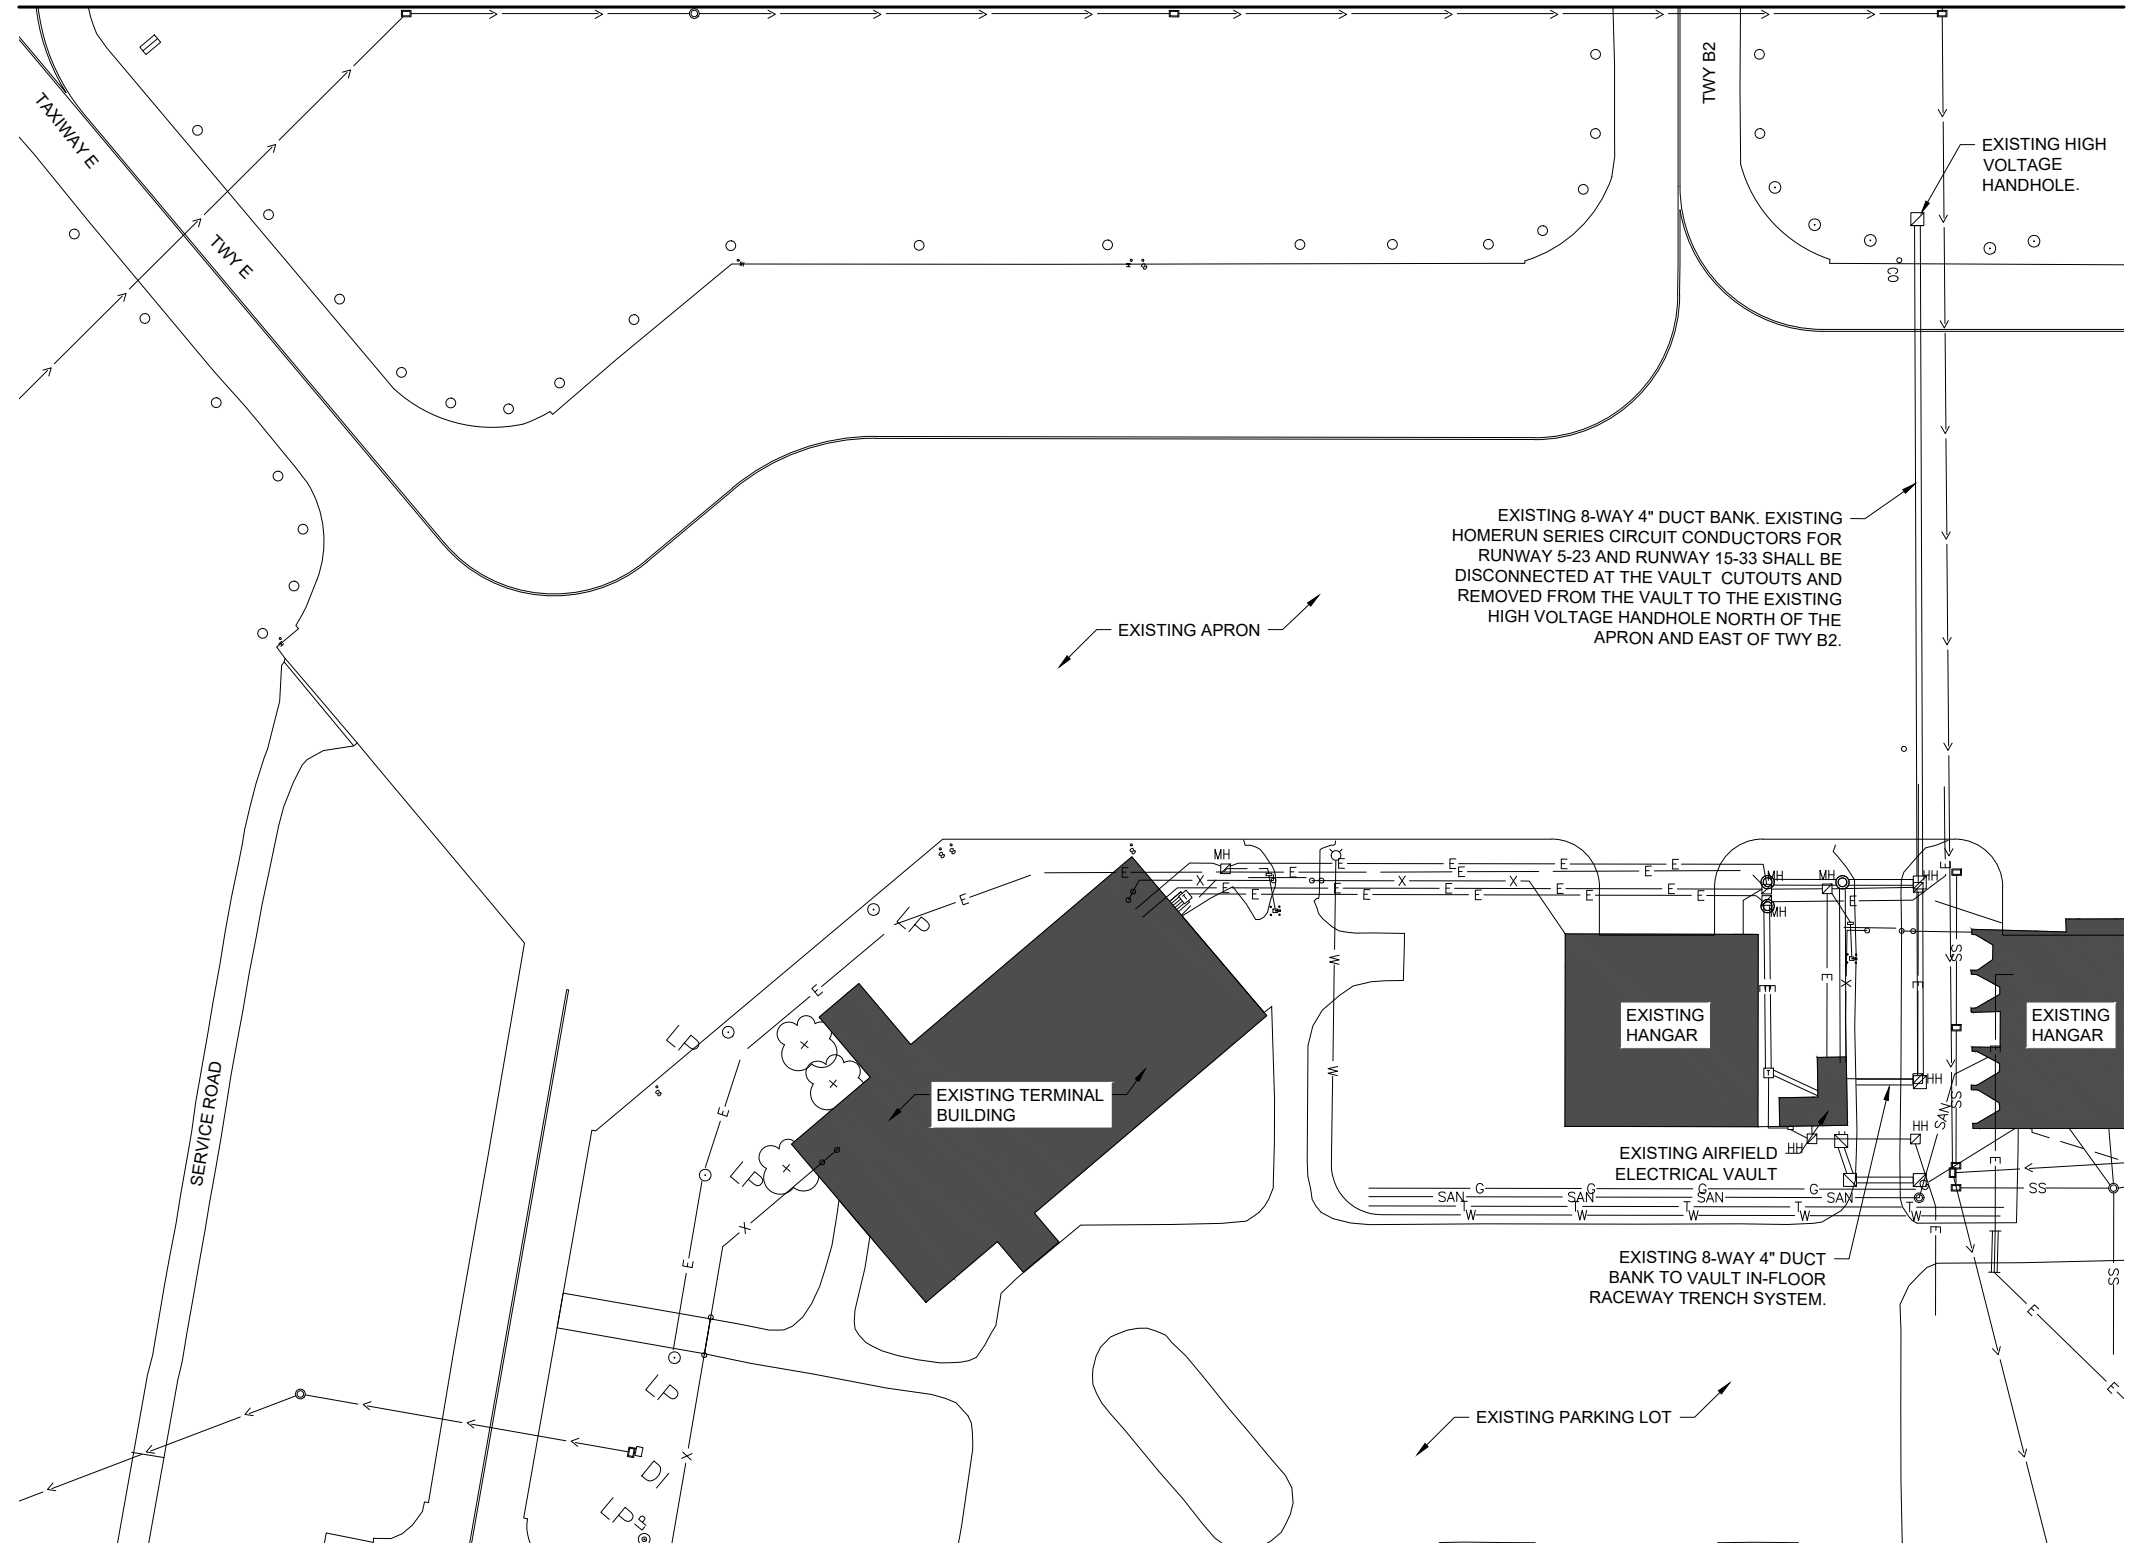 TWY B2
TAXIWAY E
TWY E
EXISTING HIGH
VOLTAGE
HANDHOLE.
CO
EXISTING 8-WAY 4" DUCT BANK. EXISTING
HOMERUN SERIES CIRCUIT CONDUCTORS FOR
RUNWAY 5-23 AND RUNWAY 15-33 SHALL BE
DISCONNECTED AT THE VAULT CUTOUTS AND
REMOVED FROM THE VAULT TO THE EXISTING
HIGH VOLTAGE HANDHOLE NORTH OF THE
APRON AND EAST OF TWY B2.
EXISTING APRON
MH
E E E E
E E E E E
X X X
E E E E E
E E E E
MH
MH
HH
MH
E
E
E
LP
E
W
SS
E
X
E
EXISTING
HANGAR
EXISTING
HANGAR
LP
W
E
HH
SS
SAN
EXISTING TERMINAL
BUILDING
SERVICE ROAD
E
HH
HH
EXISTING AIRFIELD
ELECTRICAL VAULT
LP
G G G G
SAN SAN SAN SAN
T T T T T
W W W W W
SS
E
X
E
E
EXISTING 8-WAY 4" DUCT
BANK TO VAULT IN-FLOOR
RACEWAY TRENCH SYSTEM.
SS
E
E
LP
EXISTING PARKING LOT
X
DI
LP
LP